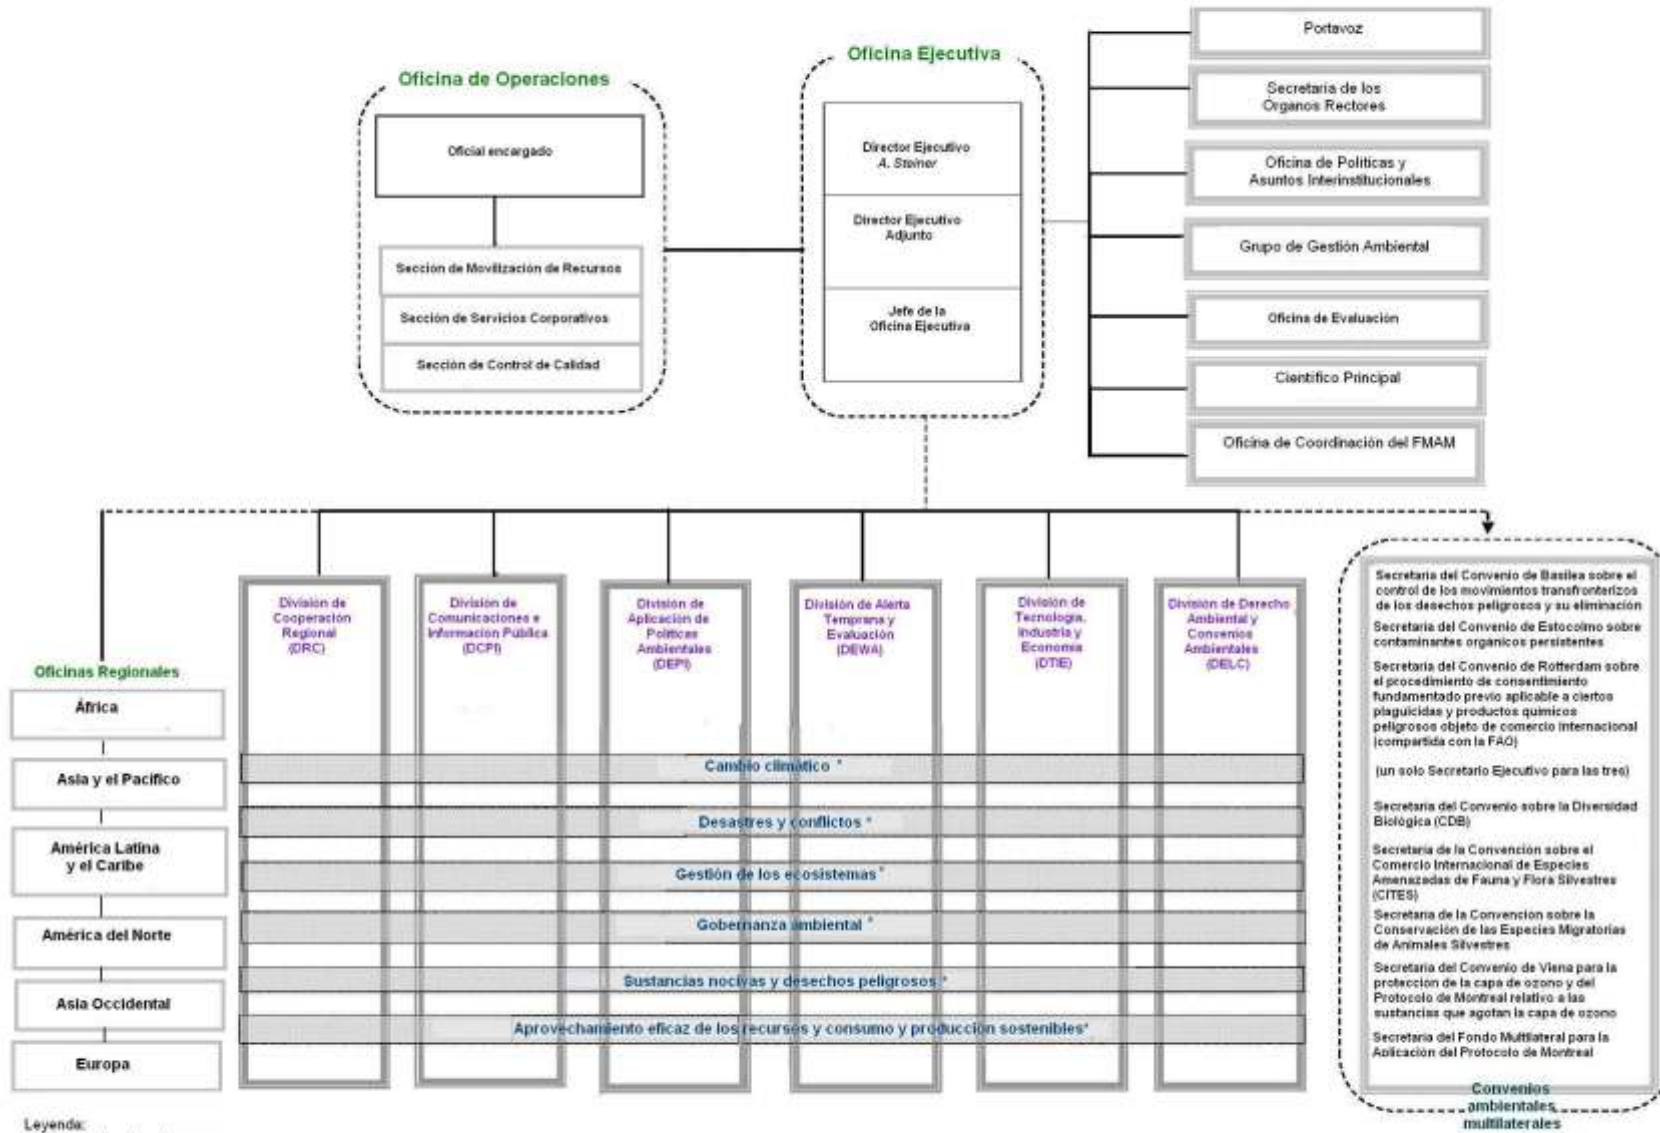 Oficina de Operaciones
Oficial encargado
Sección de Movilización de Recursos
Sección de Servicios Corporativos
Sección de Control de Calidad
Oficina Ejecutiva
Director Ejecutivo
A. Steiner
Director Ejecutivo
Adjunto
Jefe de la
Oficina Ejecutiva
Portavoz
Secretaría de los
Órganos Rectores
Oficina de Políticas y
Asuntos Interinstitucionales
Grupo de Gestión Ambiental
Oficina de Evaluación
Científico Principal
Oficina de Coordinación del FMAM
Oficinas Regionales
África
Asia y el Pacífico
América Latina
y el Caribe
América del Norte
Asia Occidental
Europa
División de
Cooperación
Regional
(DRC)
División de
Comunicaciones e
Información Pública
(DCPI)
División de
Aplicación de
Políticas
Ambientales
(DEPI)
División de Alerta
Temprana y
Evaluación
(DEWA)
División de
Tecnología,
Industria y
Economía
(DTIE)
División de Derecho
Ambiental y
Convenios
Ambientales
(DELC)
Cambio climático *
Desastres y conflictos *
Gestión de los ecosistemas *
Gobernanza ambiental *
Sustancias nocivas y desechos peligrosos *
Aprovechamiento eficaz de los recursos y consumo y producción sostenibles*
Secretaría del Convenio de Basilea sobre el
control de los movimientos transfronterizos
de los desechos peligrosos y su eliminación
Secretaría del Convenio de Estocolmo sobre
contaminantes orgánicos persistentes
Secretaría del Convenio de Rotterdam sobre
el procedimiento de consentimiento
fundamentado previo aplicable a ciertos
plaguicidas y productos químicos
peligrosos objeto de comercio internacional
(compartida con la FAO)
(un solo Secretario Ejecutivo para las tres)
Secretaría del Convenio sobre la Diversidad
Biológica (CDB)
Secretaría de la Convención sobre el
Comercio Internacional de Especies
Amenazadas de Fauna y Flora Silvestres
(CITES)
Secretaría de la Convención sobre la
Conservación de las Especies Migratorias
de Animales Silvestres
Secretaría del Convenio de Viena para la
protección de la capa de ozono y del
Protocolo de Montreal relativo a las
sustancias que agotan la capa de ozono
Secretaría del Fondo Multilateral para la
Aplicación del Protocolo de Montreal
Convenios
ambientales
multilaterales
Leyenda: